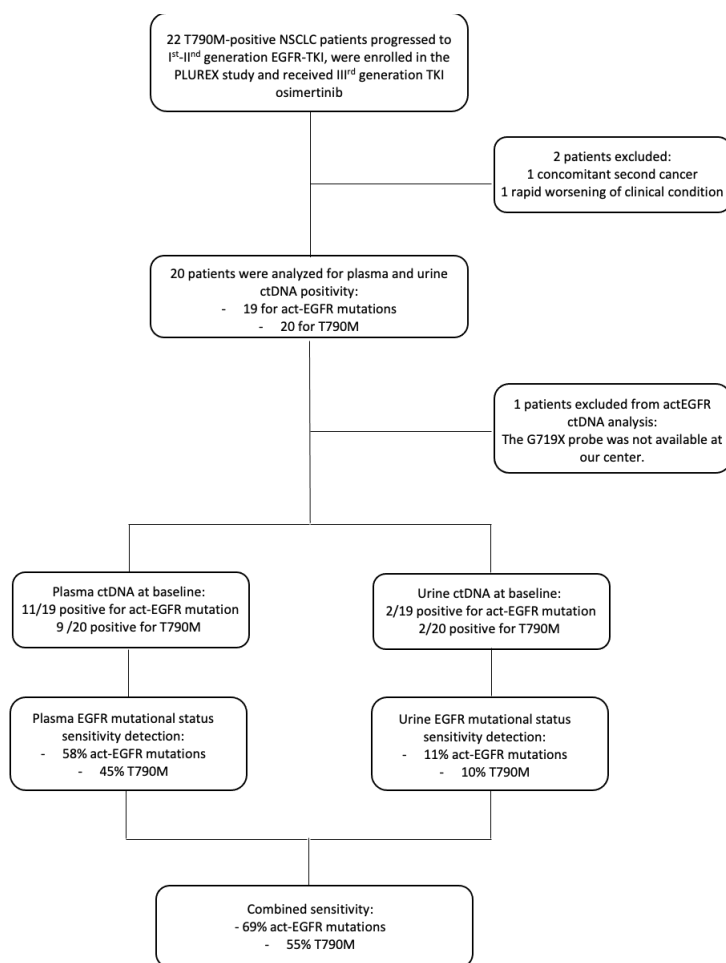 22 T790M-positive NSCLC patients progressed to
Ist-IInd generation EGFR-TKI, were enrolled in the
PLUREX study and received IIIrd generation TKI
osimertinib
2 patients excluded:
1 concomitant second cancer
1 rapid worsening of clinical condition
20 patients were analyzed for plasma and urine
ctDNA positivity:
- 19 for act-EGFR mutations
- 20 for T790M
1 patients excluded from actEGFR
ctDNA analysis:
The G719X probe was not available at
our center.
Plasma ctDNA at baseline:
11/19 positive for act-EGFR mutation
9 /20 positive for T790M
Urine ctDNA at baseline:
2/19 positive for act-EGFR mutation
2/20 positive for T790M
Plasma EGFR mutational status
sensitivity detection:
- 58% act-EGFR mutations
- 45% T790M
Urine EGFR mutational status
sensitivity detection:
- 11% act-EGFR mutations
- 10% T790M
Combined sensitivity:
- 69% act-EGFR mutations
- 55% T790M